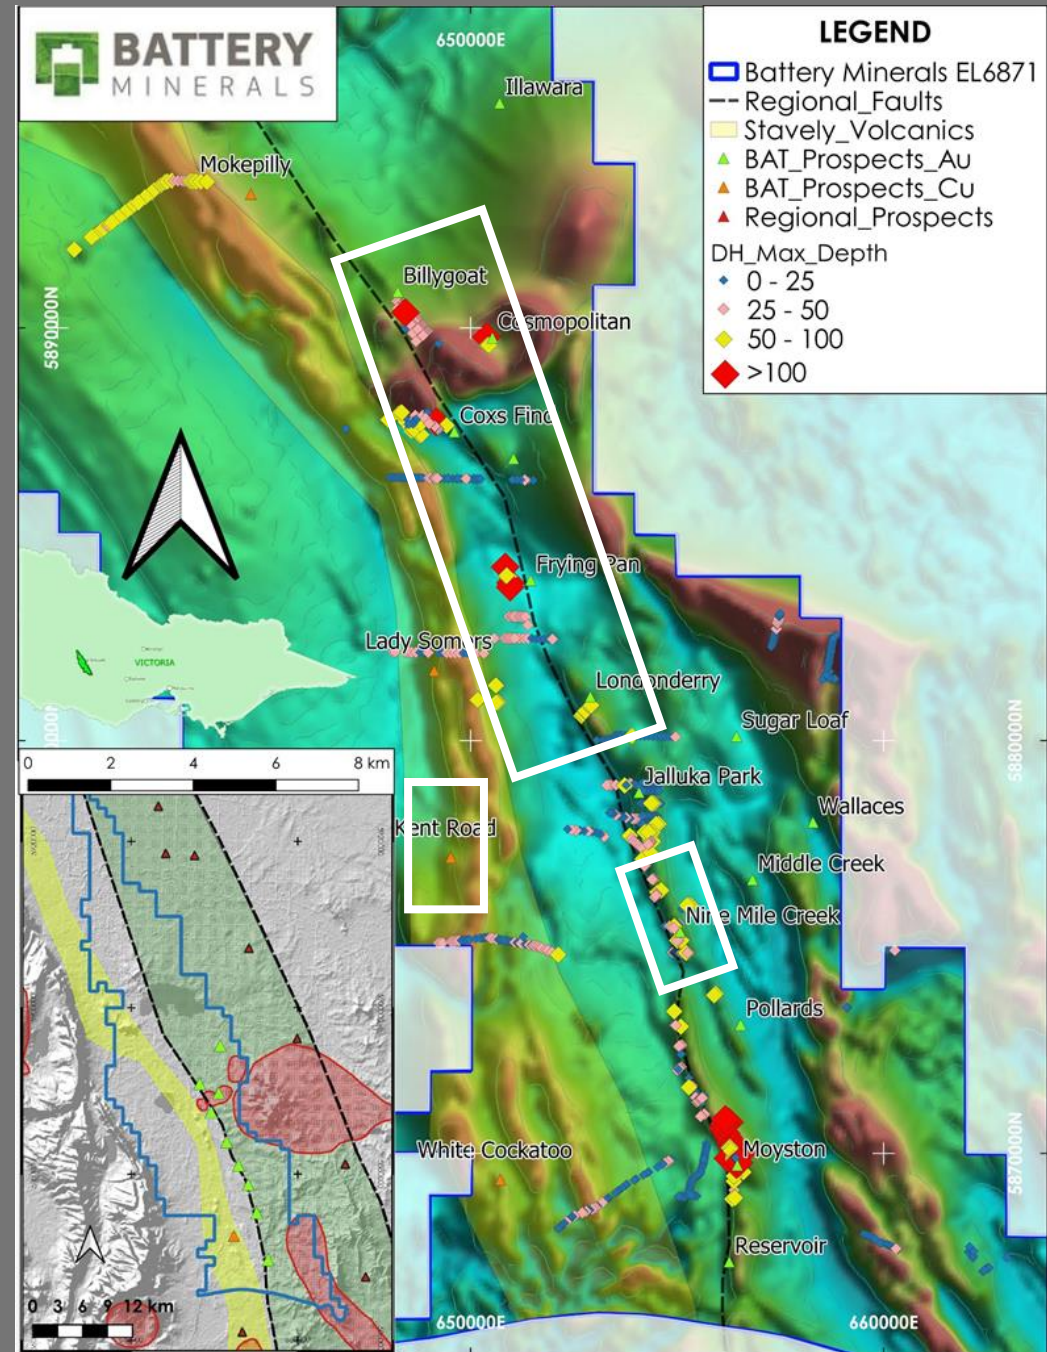 BATTERY
MINERALS
650000E
LEGEND
Battery Minerals EL6871
Regional_Faults
Stavely_Volcanics
BAT_Prospects_Au
BAT_Prospects_Cu
Regional_Prospects
DH_Max_Depth
0 - 25
25 - 50
50 - 100
>100
Illawara
Mokepilly
5890000N
Billygoat
Cosmopolitan
Coxs Find
Frying Pan
Lady Somers
VICTORIA
Londonderry
Sugar Loaf
5880000N
0 2 4 6 8 km
Jalluka Park
Wallaces
Kent Road
Middle Creek
Nine Mile Creek
Pollards
White Cockatoo
Moyston
5870000N
Reservoir
0 3 6 9 12 km
650000E
660000E